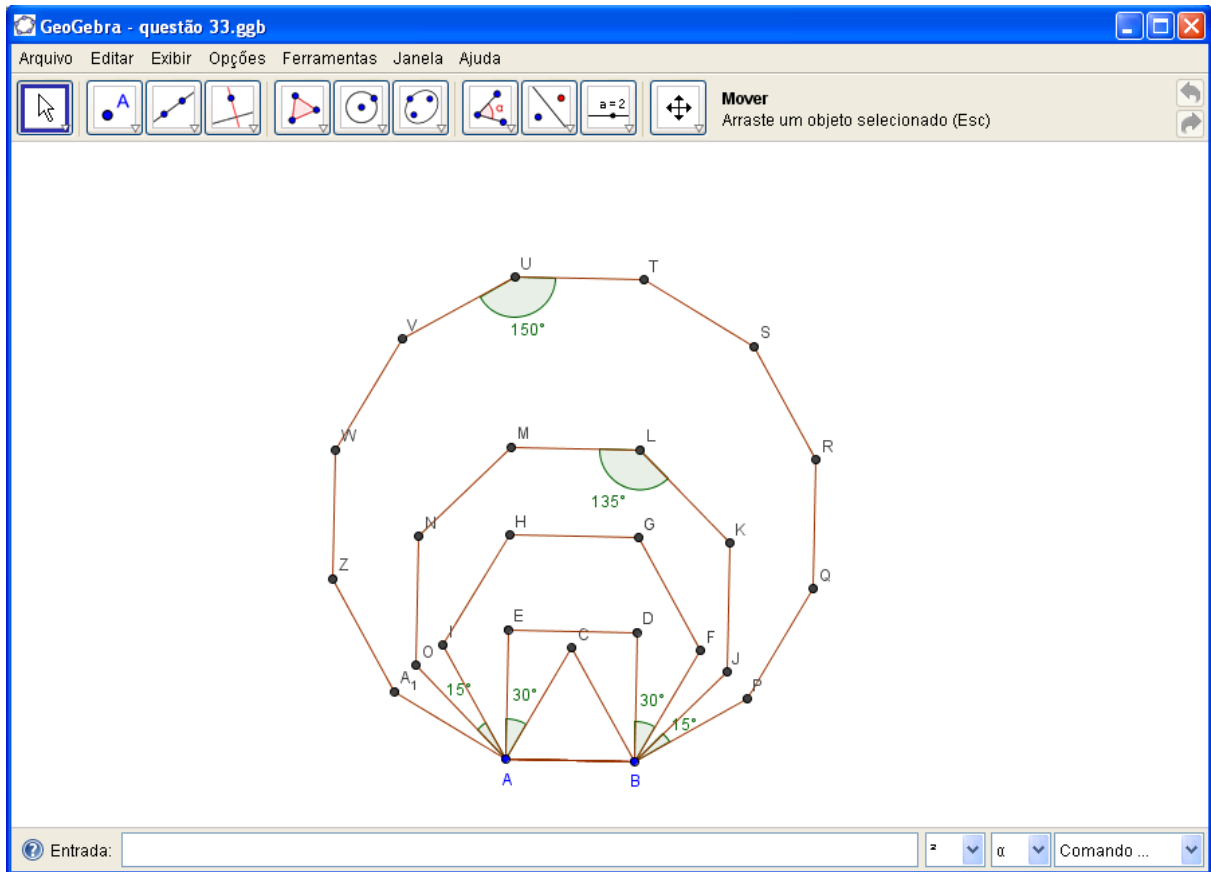 GeoGebra - questão 33.ggb
Arquivo Editar Exibir Opções Ferramentas Janela Ajuda
A α a = 2 Mover
Arraste um objeto selecionado (Esc)
U T
150°
V S
W M L R
135°
N H G K
Z Q
E D
I C F
O J
A1 15° 30° 30° P
15°
A B
Entrada: ² α Comando ...